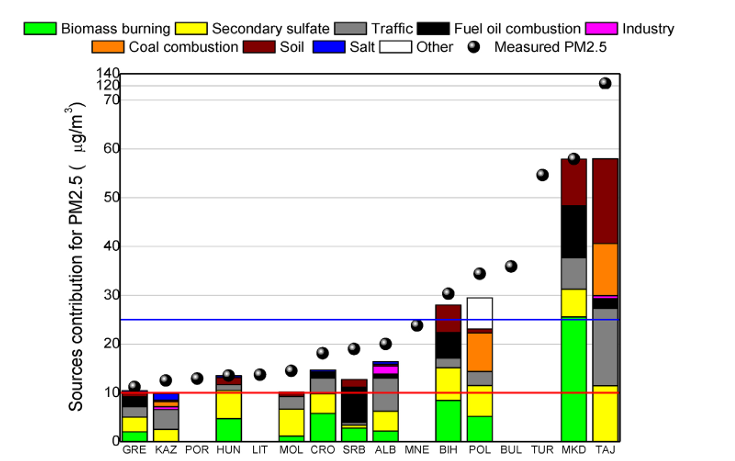 Biomass burning Secondary sulfate Traffic Fuel oil combustion Industry
Coal combustion Soil Salt Other Measured PM2.5
Sources contribution for PM2.5 ( μg/m³)
140
120
70
60
50
40
30
20
10
0
GRE KAZ POR HUN LIT MOL CRO SRB ALB MNE BIH POL BUL TUR MKD TAJ